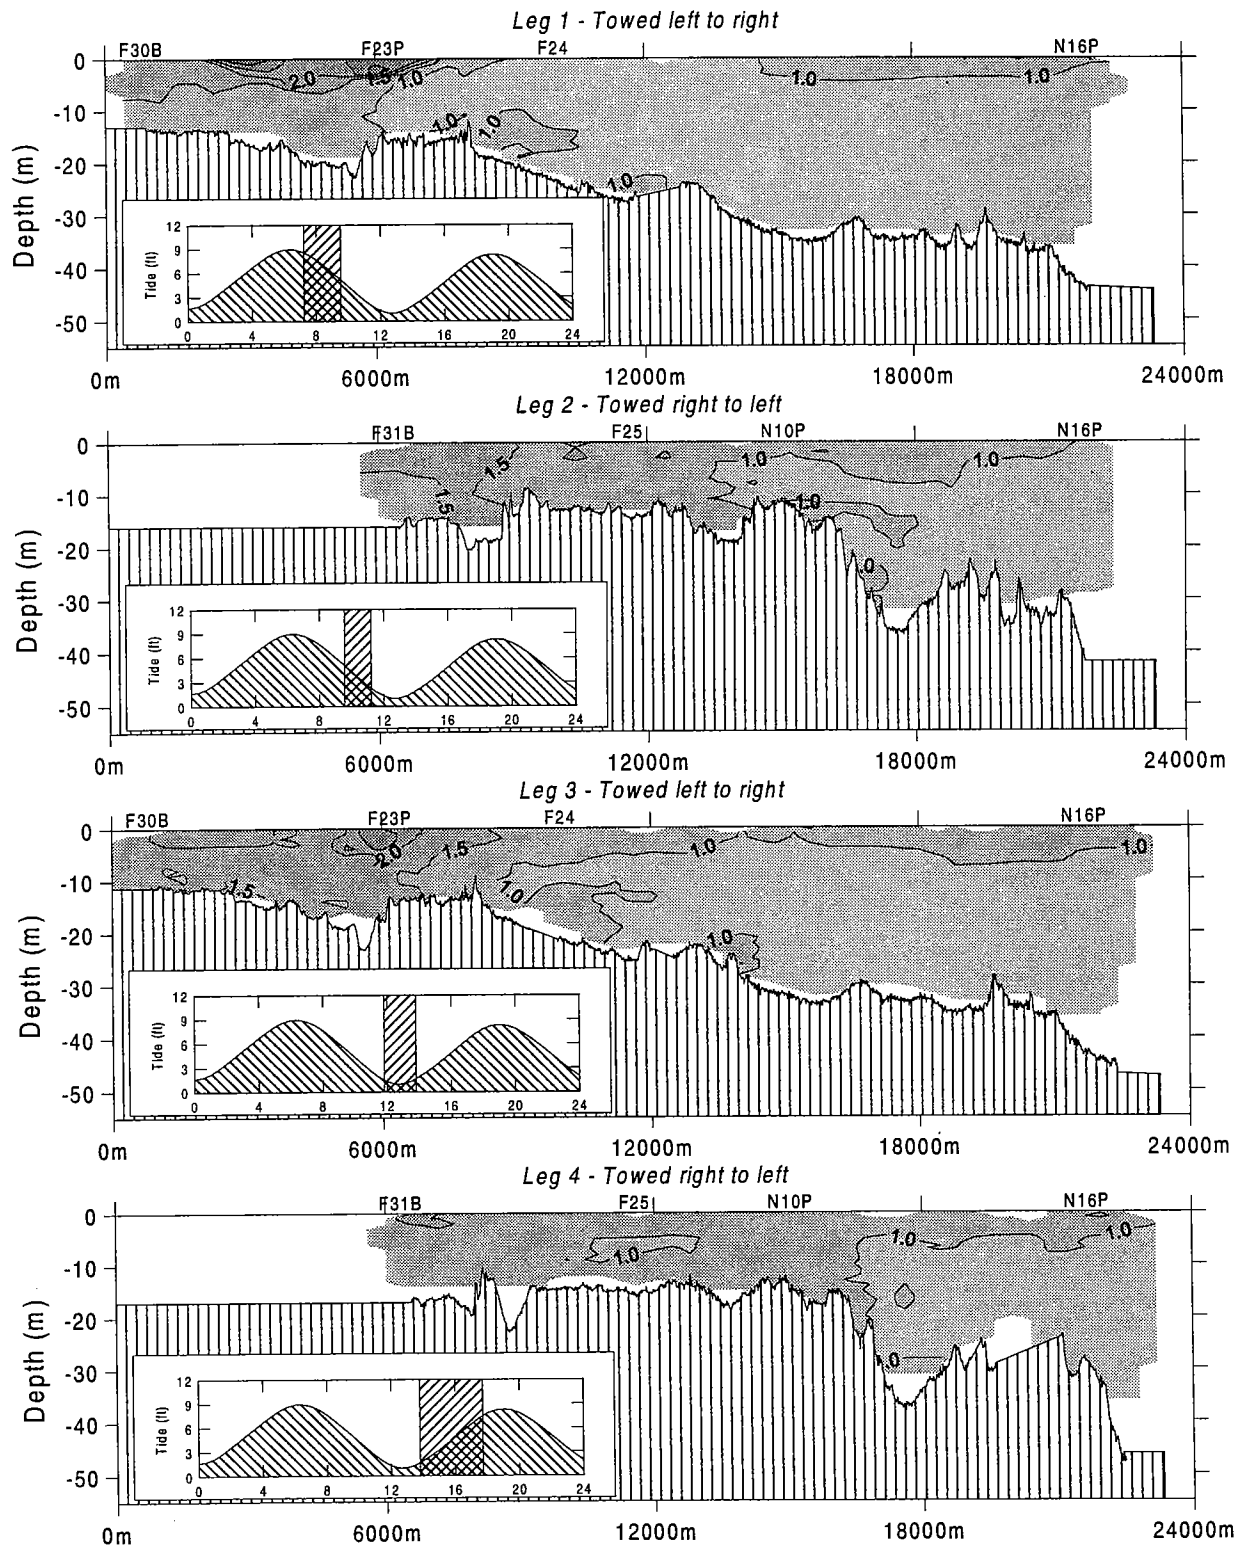 Leg 1 - Towed left to right
F30B F23P F24 N16P
0
-10
-20
-30
-40
-50
Depth (m)
2.0 1.5 1.0 1.0 1.0
1.0 1.0
1.0
12
9
6
3
0
Tide (ft)
0 4 8 12 16 20 24
0m 6000m 12000m 18000m 24000m
Leg 2 - Towed right to left
F31B F25 N10P N16P
0
-10
-20
-30
-40
-50
Depth (m)
1.5 1.0 1.0
1.5 1.0
.0
12
9
6
3
0
Tide (ft)
0 4 8 12 16 20 24
0m 6000m 12000m 18000m 24000m
Leg 3 - Towed left to right
F30B F23P F24 N16P
0
-10
-20
-30
-40
-50
Depth (m)
2.0 1.5 1.0 1.0
1.5 1.0
1.0
12
9
6
3
0
Tide (ft)
0 4 8 12 16 20 24
0m 6000m 12000m 18000m 24000m
Leg 4 - Towed right to left
F31B F25 N10P N16P
0
-10
-20
-30
-40
-50
Depth (m)
1.0 1.0 1.0
.0
12
9
6
3
0
Tide (ft)
0 4 8 12 16 20 24
0m 6000m 12000m 18000m 24000m